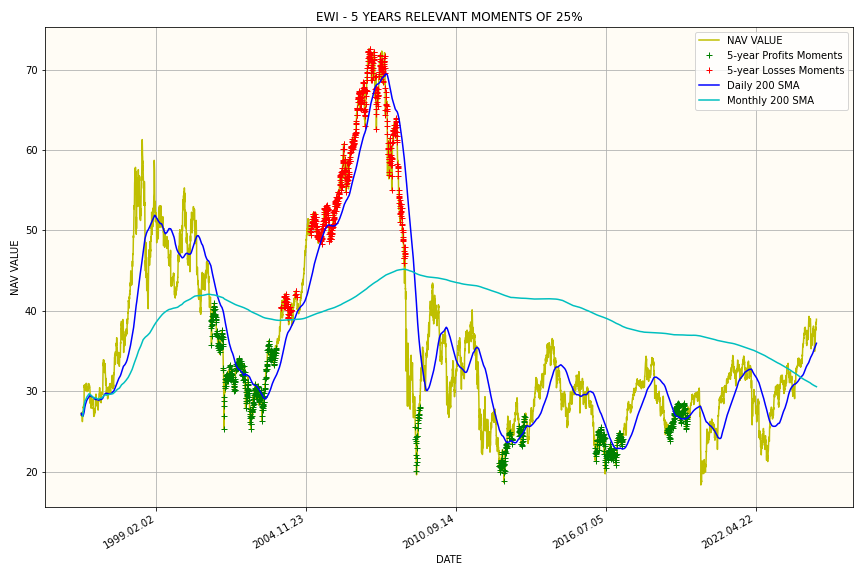 EWI - 5 YEARS RELEVANT MOMENTS OF 25%
NAV VALUE
5-year Profits Moments
5-year Losses Moments
Daily 200 SMA
Monthly 200 SMA
70
60
50
40
30
20
NAV VALUE
1999.02.02
2004.11.23
2010.09.14
2016.07.05
2022.04.22
DATE